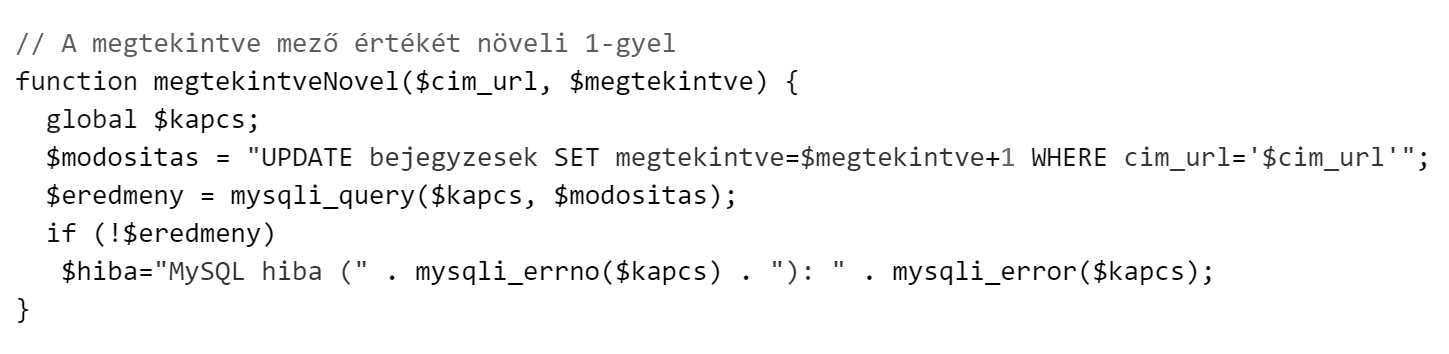 // A megtekintve mező értékét növeli 1-gyel
function megtekintveNovel($cim_url, $megtekintve) {
  global $kapcs;
  $modositas = "UPDATE bejegyzesek SET megtekintve=$megtekintve+1 WHERE cim_url='$cim_url'";
  $eredmeny = mysqli_query($kapcs, $modositas);
  if (!$eredmeny)
   $hiba="MySQL hiba (" . mysqli_errno($kapcs) . "): " . mysqli_error($kapcs);
}